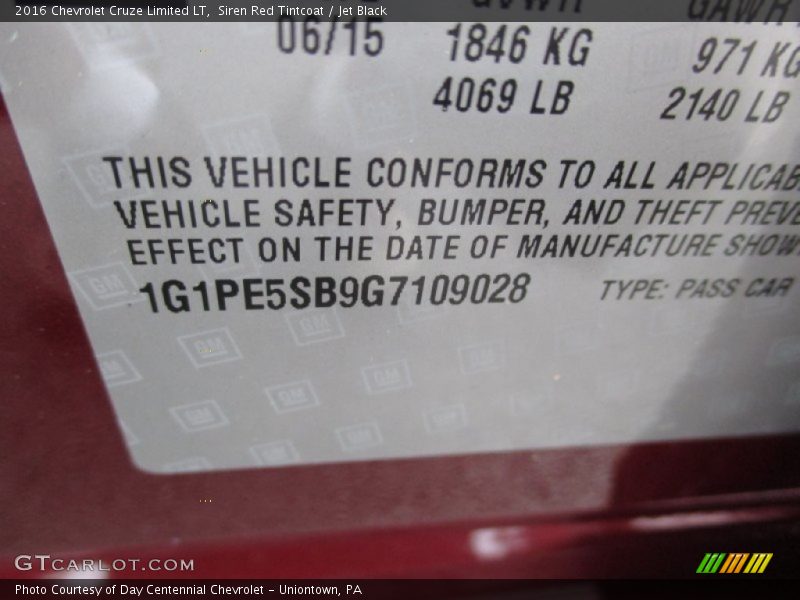 2016 Chevrolet Cruze Limited LT, Siren Red Tintcoat / Jet Black
GVWR GAWR
06/15 1846 KG 971 KG
4069 LB 2140 LB
THIS VEHICLE CONFORMS TO ALL APPLICAB
VEHICLE SAFETY, BUMPER, AND THEFT PREVE
EFFECT ON THE DATE OF MANUFACTURE SHOW
1G1PE5SB9G7109028 TYPE: PASS CAR
GTCARLOT.COM
Photo Courtesy of Day Centennial Chevrolet - Uniontown, PA